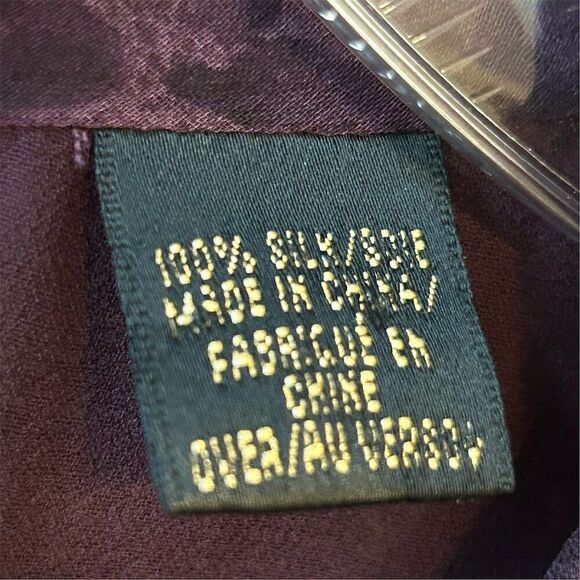 100% SILK/SOIE
MADE IN CHINA/
FABRIQUÉ EN
CHINE
OVER/AU VERSO↓